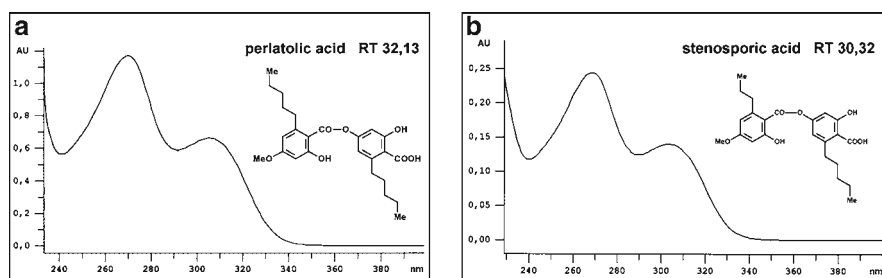 a
perlatolic acid RT 32,13
AU
1,0
0,8
0,6
0,4
0,2
0,0
240 260 280 300 320 340 360 380 nm
Me
CO
O
OH
COOH
MeO
OH
Me
b
stenosporic acid RT 30,32
AU
0,25
0,20
0,15
0,10
0,05
0,00
240 260 280 300 320 340 360 380 nm
Me
CO
O
OH
COOH
MeO
OH
Me